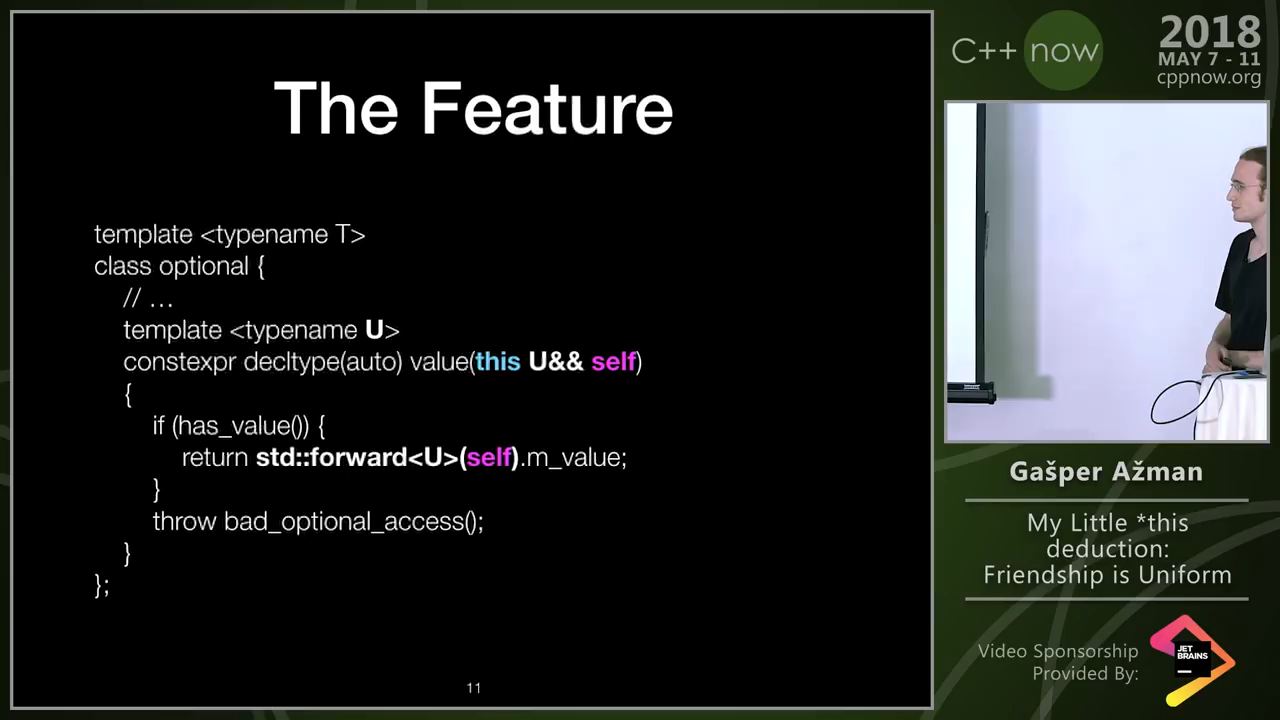 The Feature
template <typename T>
class optional {
// …
template <typename U>
constexpr decltype(auto) value(this U&& self)
{
if (has_value()) {
return std::forward<U>(self).m_value;
}
throw bad_optional_access();
}
};
11
C++ now
2018
MAY 7 - 11
cppnow.org
Gašper Ažman
My Little *this
deduction:
Friendship is Uniform
Video Sponsorship
Provided By:
JET
BRAINS